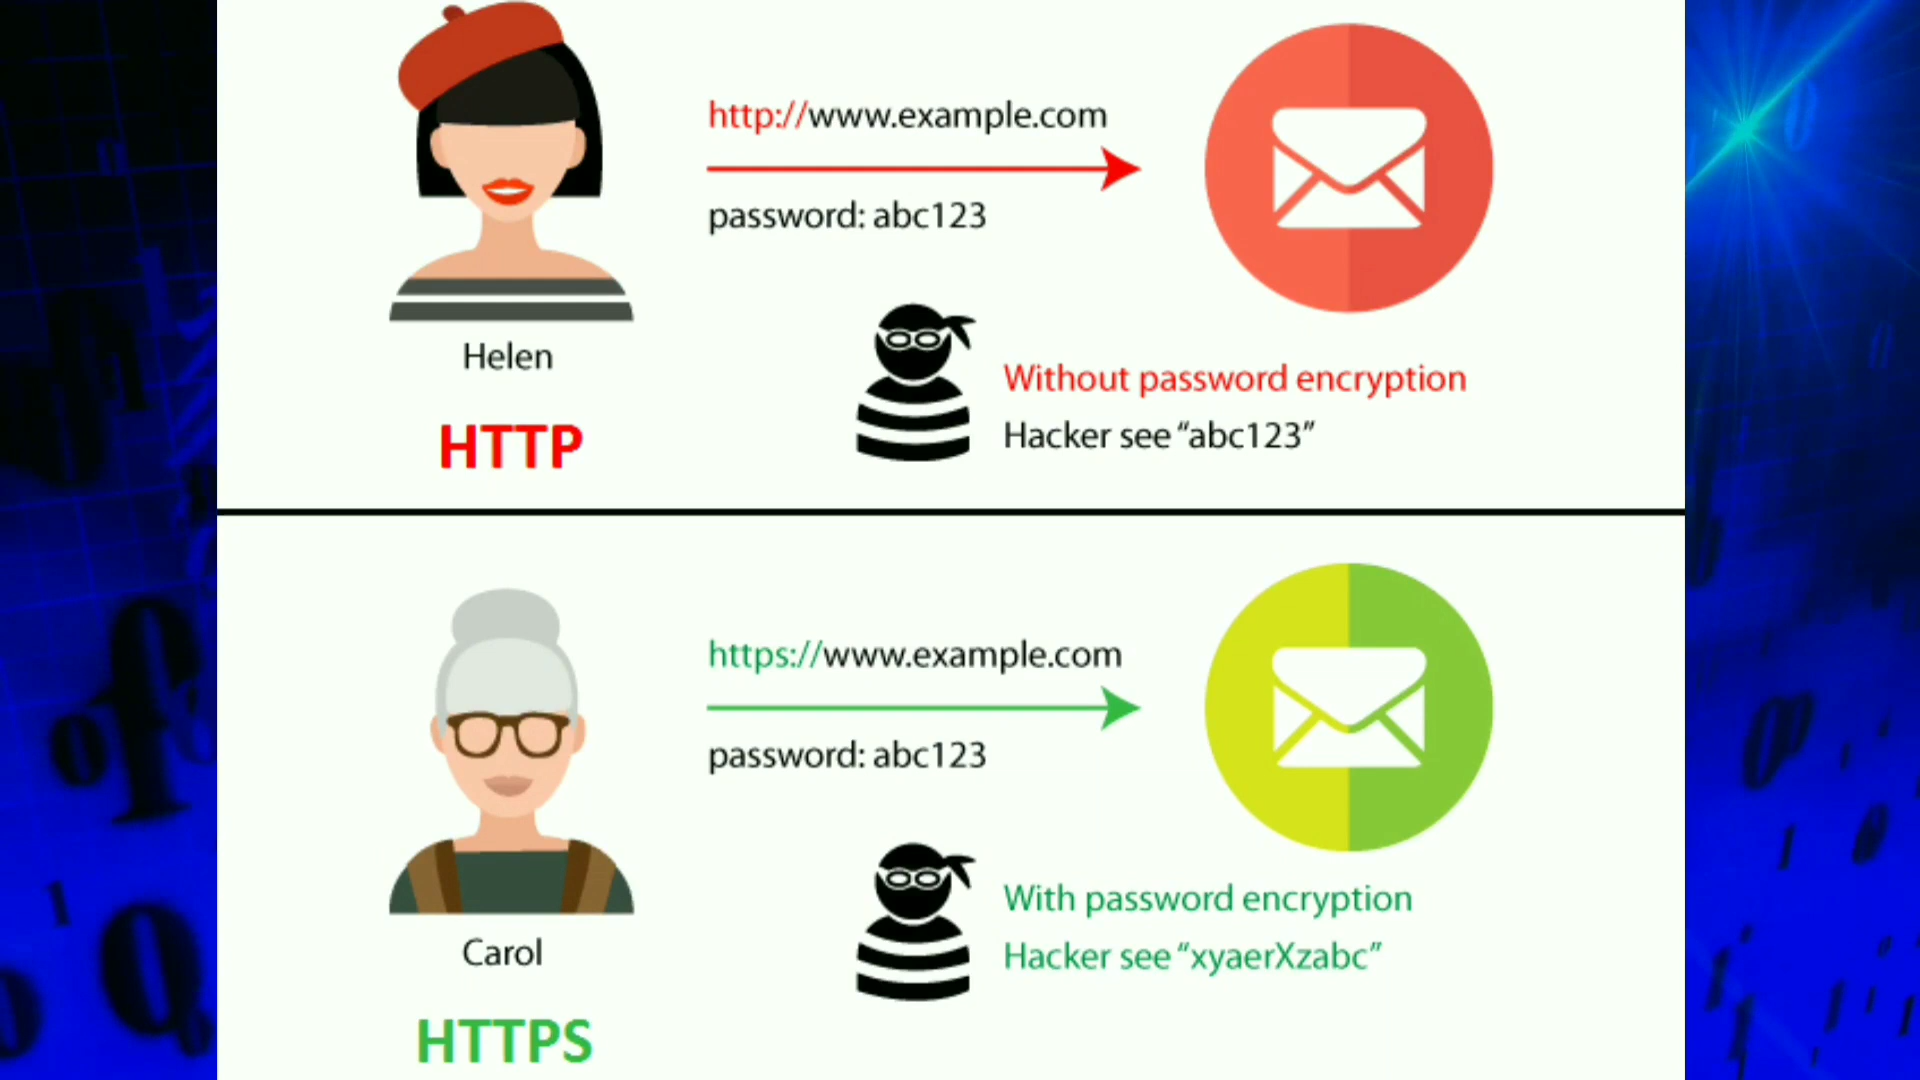 http://www.example.com
password: abc123
Helen
HTTP
Without password encryption
Hacker see “abc123”
https://www.example.com
password: abc123
Carol
HTTPS
With password encryption
Hacker see “xyaerXzabc”